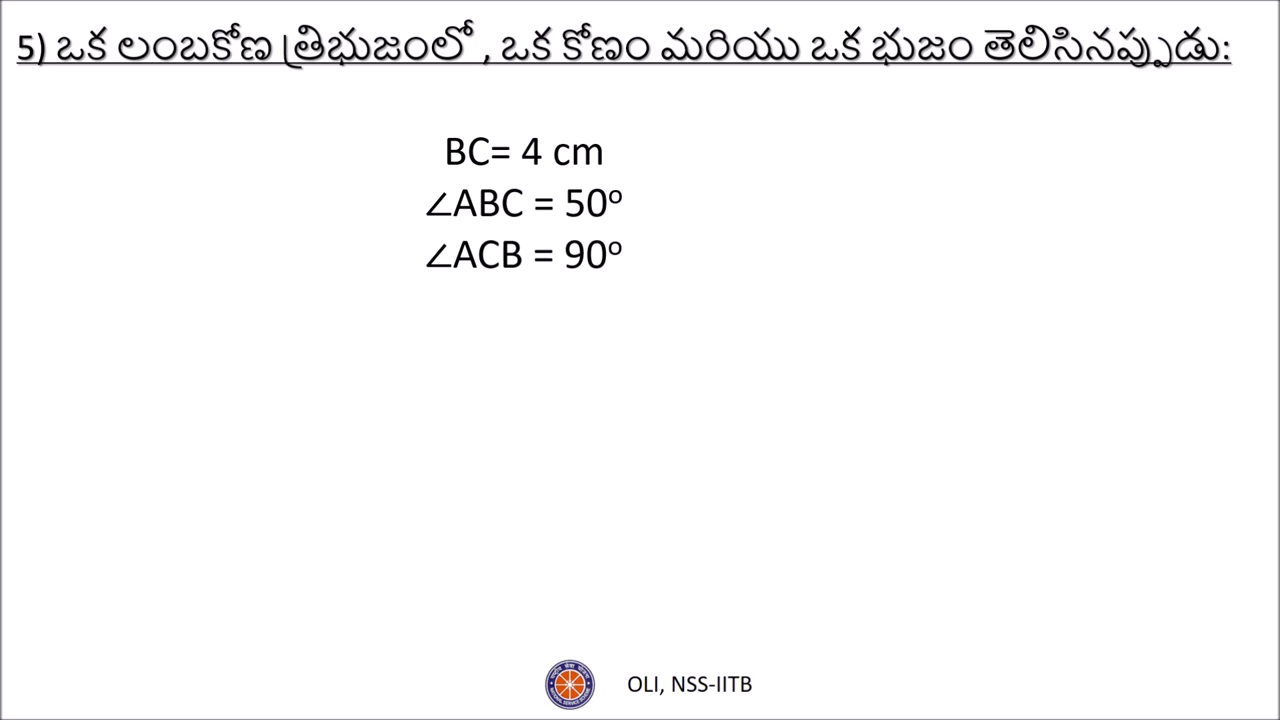 5) ఒక లంబకోణ త్రిభుజంలో , ఒక కోణం మరియు ఒక భుజం తెలిసినప్పుడు:
BC= 4 cm
∠ABC = 50º
∠ACB = 90º
OLI, NSS-IITB